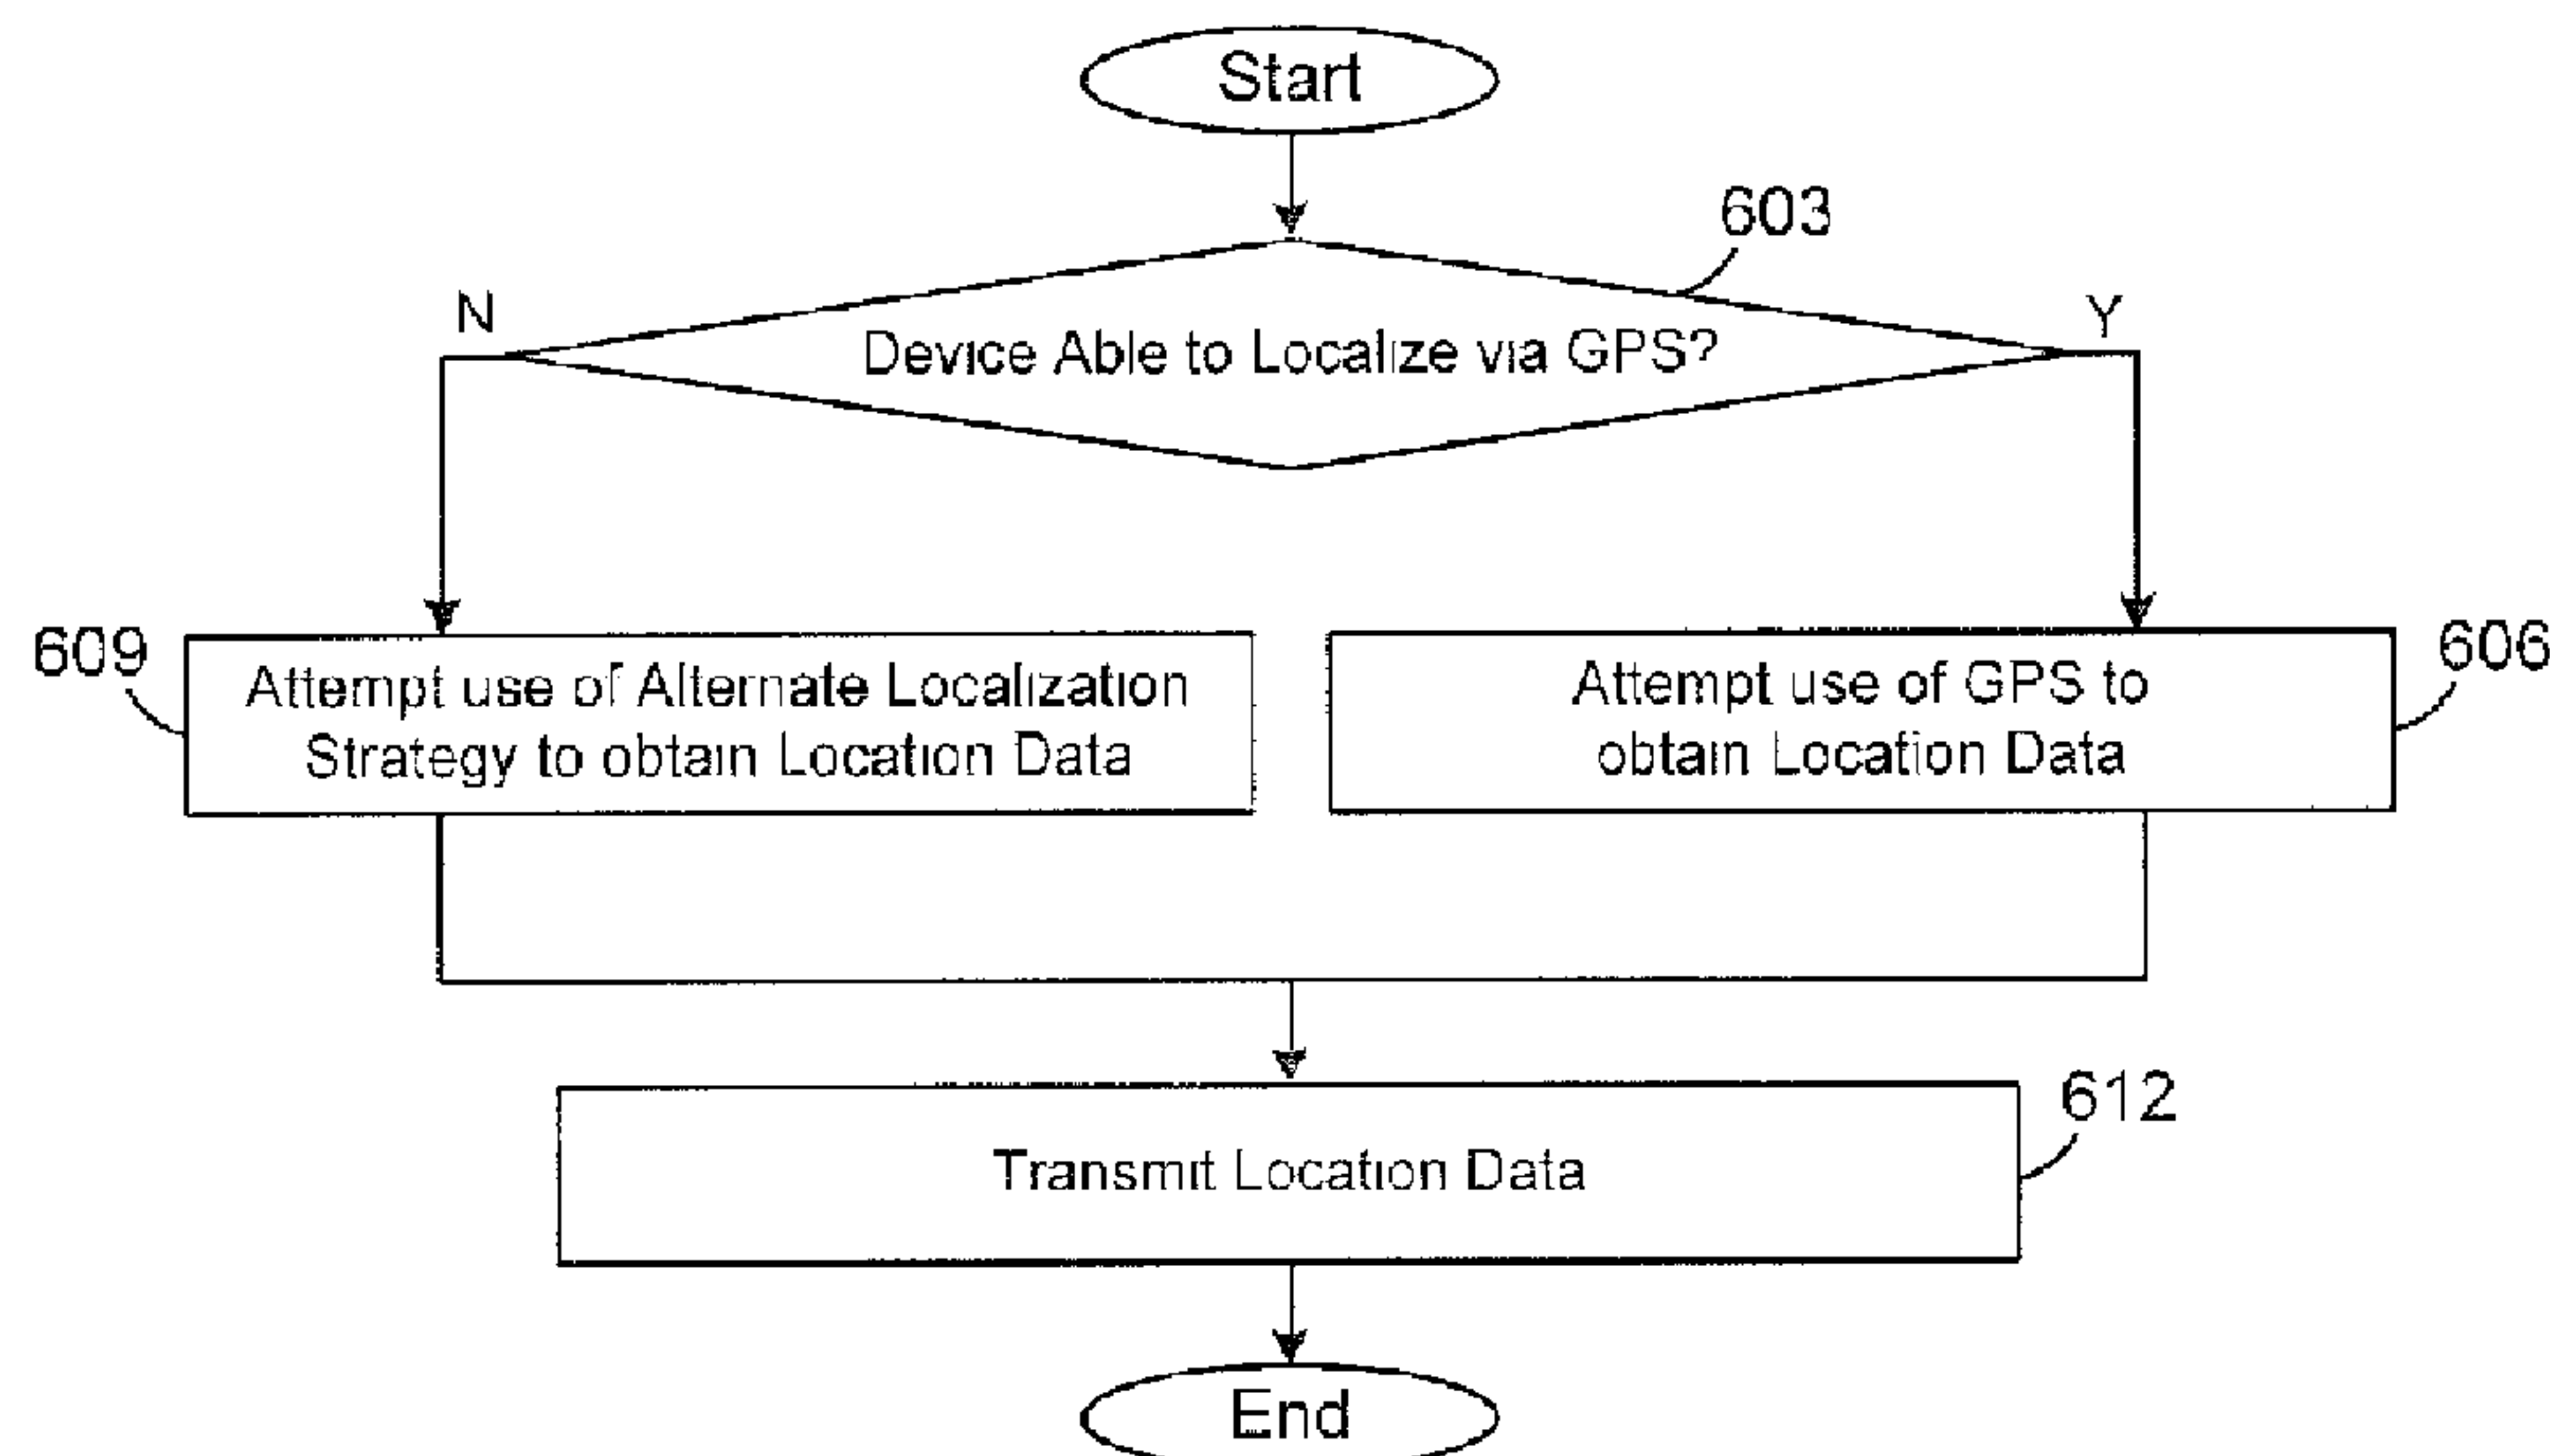 Start
603
N
Y
Device Able to Localize via GPS?
609
Attempt use of Alternate Localization
Strategy to obtain Location Data
606
Attempt use of GPS to
obtain Location Data
612
Transmit Location Data
End